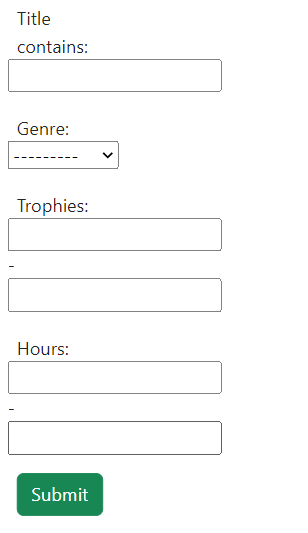 Title
contains:
Genre:
---------
Trophies:
-
Hours:
-
Submit